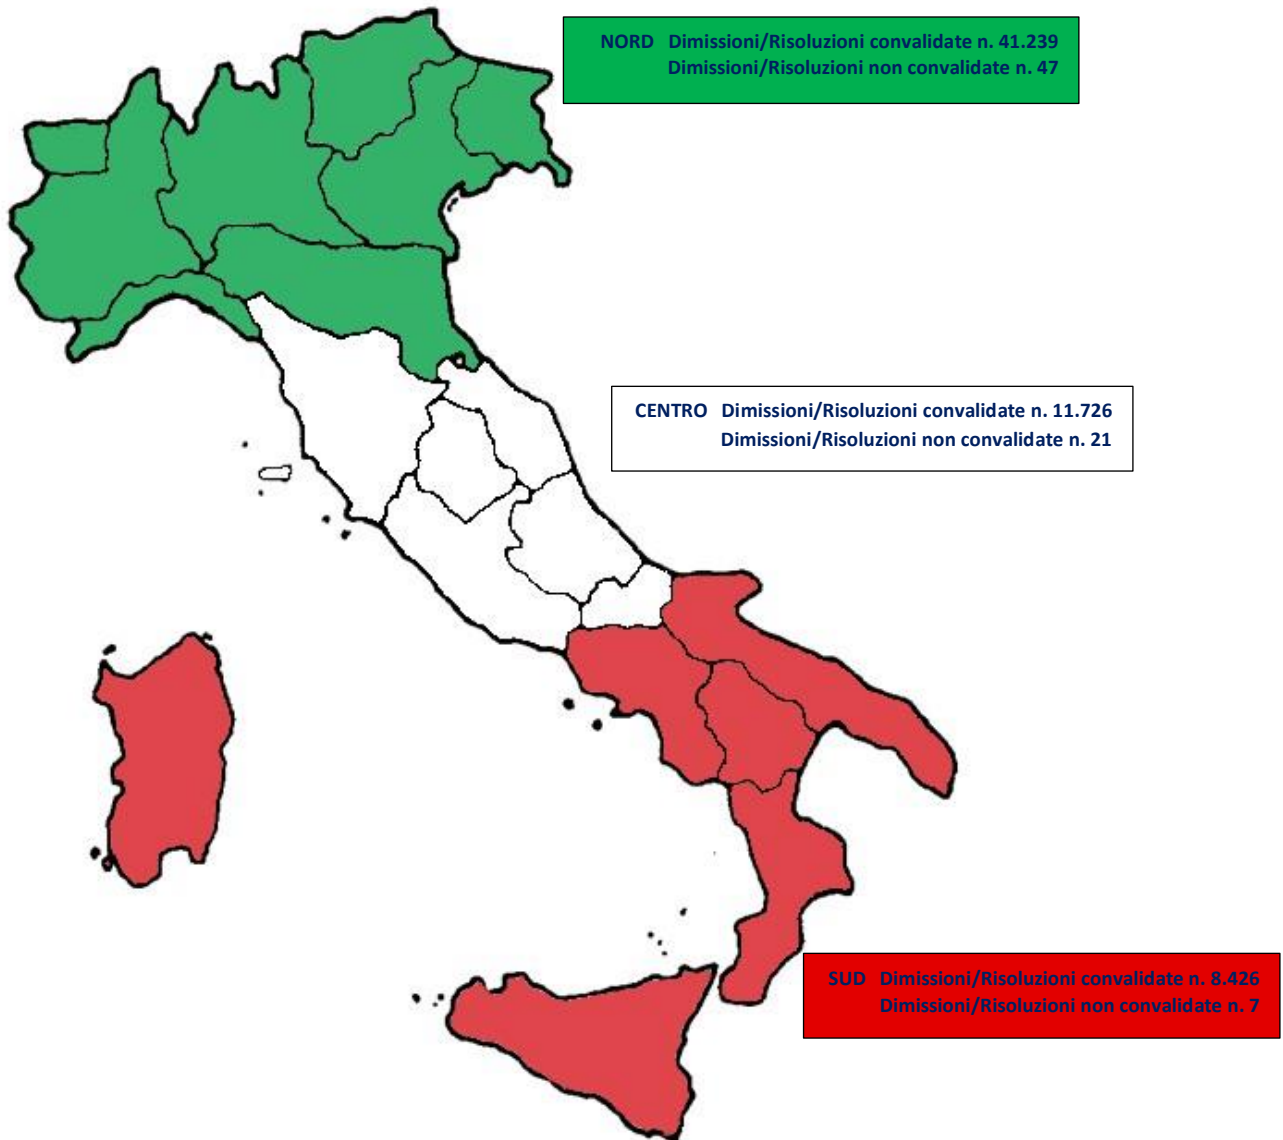 NORD Dimissioni/Risoluzioni convalidate n. 41.239
Dimissioni/Risoluzioni non convalidate n. 47
CENTRO Dimissioni/Risoluzioni convalidate n. 11.726
Dimissioni/Risoluzioni non convalidate n. 21
SUD Dimissioni/Risoluzioni convalidate n. 8.426
Dimissioni/Risoluzioni non convalidate n. 7